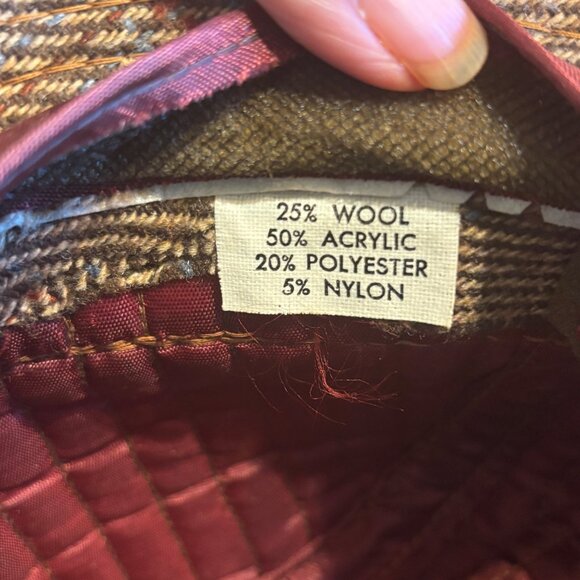 25% WOOL
50% ACRYLIC
20% POLYESTER
5% NYLON